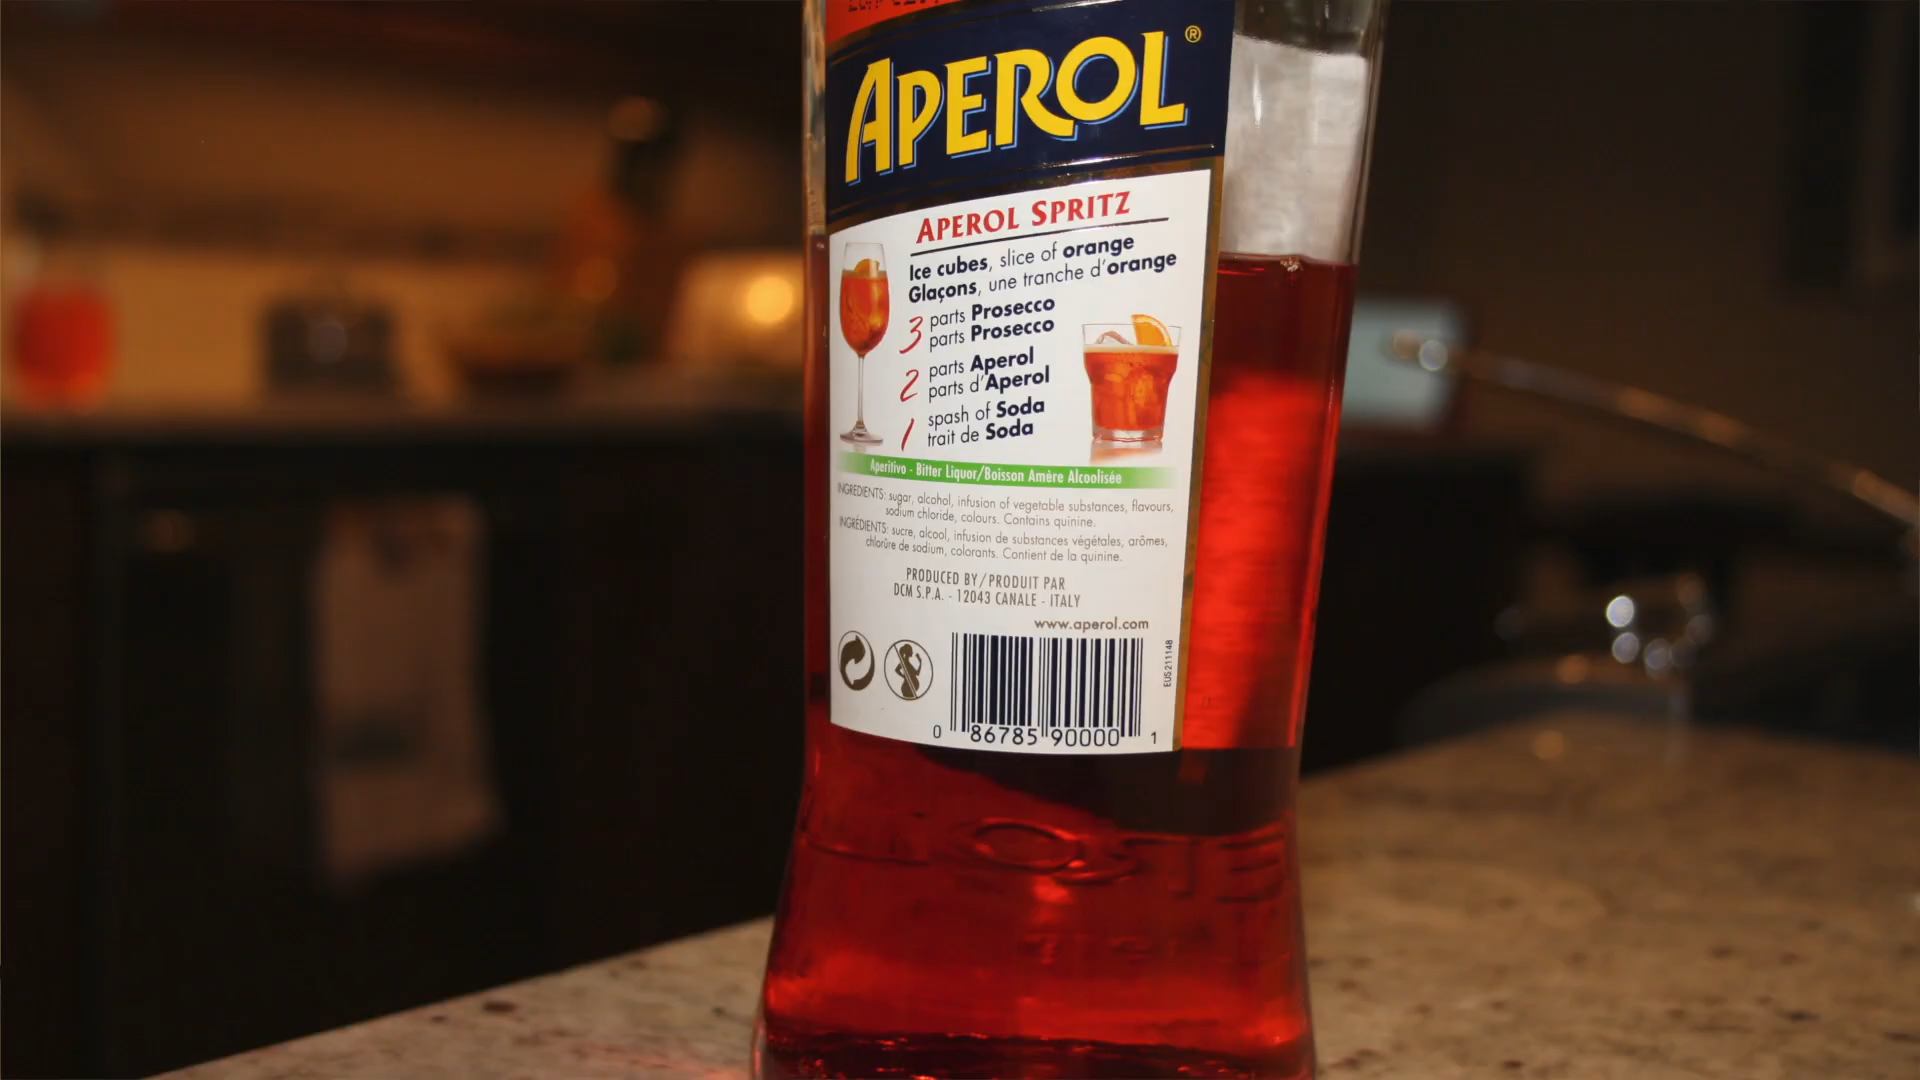 APEROL®
APEROL SPRITZ
Ice cubes, slice of orange
Glaçons, une tranche d'orange
3 parts Prosecco
parts Prosecco
2 parts Aperol
parts d'Aperol
1 spash of Soda
trait de Soda
Aperitivo - Bitter Liquor/Boisson Amère Alcoolisée
INGREDIENTS: sugar, alcohol, infusion of vegetable substances, flavours,
sodium chloride, colours. Contains quinine.
INGRÉDIENTS: sucre, alcool, infusion de substances végétales, arômes,
chlorûre de sodium, colorants. Contient de la quinine.
PRODUCED BY/PRODUIT PAR
DCM S.P.A. - 12043 CANALE - ITALY
www.aperol.com
EUS211148
0 86785 90000 1